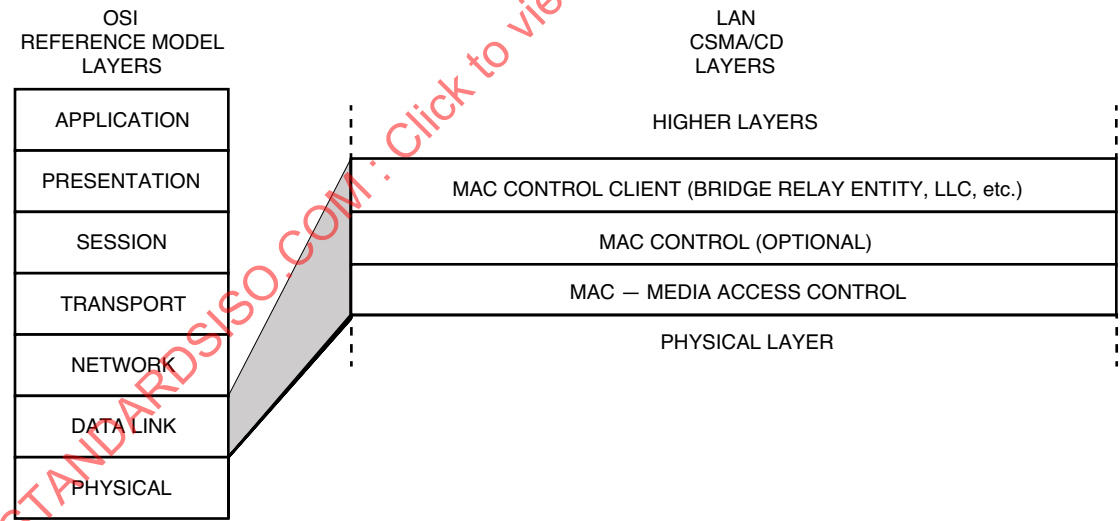 OSI
REFERENCE MODEL
LAYERS
APPLICATION
PRESENTATION
SESSION
TRANSPORT
NETWORK
DATA LINK
PHYSICAL
LAN
CSMA/CD
LAYERS
HIGHER LAYERS
MAC CONTROL CLIENT (BRIDGE RELAY ENTITY, LLC, etc.)
MAC CONTROL (OPTIONAL)
MAC — MEDIA ACCESS CONTROL
PHYSICAL LAYER
STANDARDSISO.COM : Click to vie